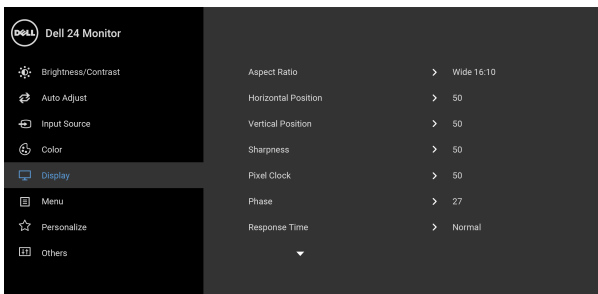 DELL Dell 24 Monitor
Brightness/Contrast
Auto Adjust
Input Source
Color
Display
Menu
Personalize
Others
Aspect Ratio Wide 16:10
Horizontal Position 50
Vertical Position 50
Sharpness 50
Pixel Clock 50
Phase 27
Response Time Normal